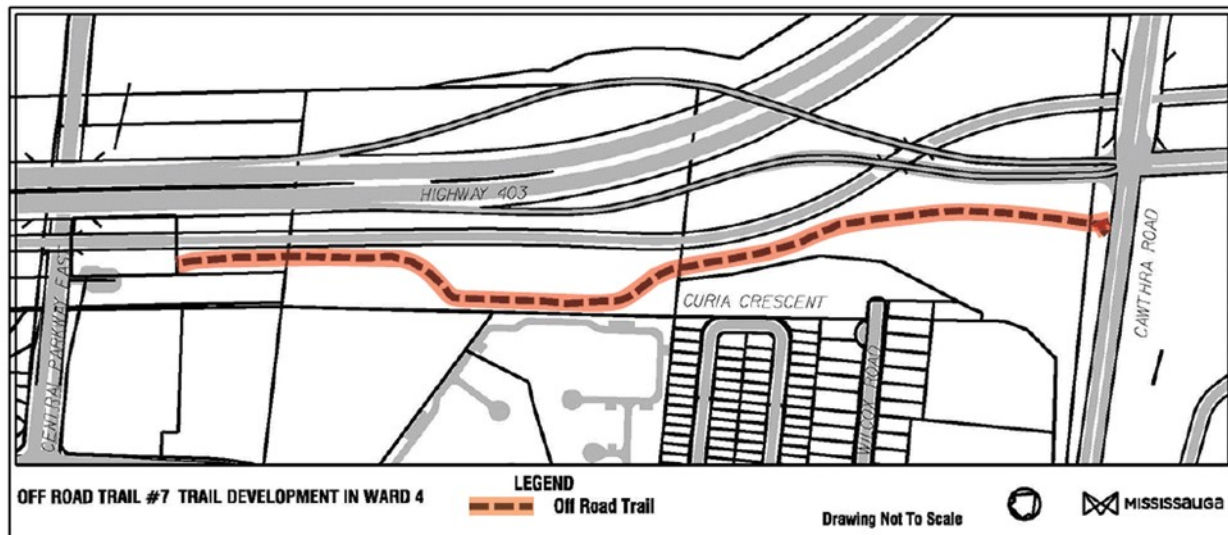 HIGHWAY 403
CENTRAL PARKWAY EAST
CURIA CRESCENT
WILCOX ROAD
CAWTHRA ROAD
OFF ROAD TRAIL #7 TRAIL DEVELOPMENT IN WARD 4
LEGEND
Off Road Trail
Drawing Not To Scale
MISSISSAUGA